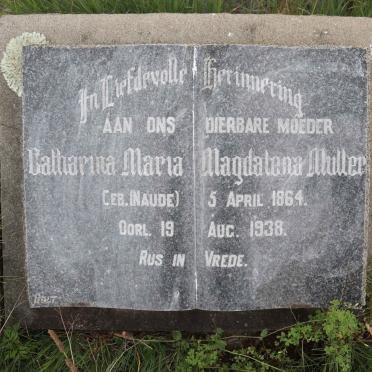 In Liefdevolle Herinnering
AAN ONS DIERBARE MOEDER
Catharina Maria Magdalena Muller
GEB. (NAUDE) 5 APRIL 1864.
OORL. 19 AUG. 1938.
RUS IN VREDE.
HOLT